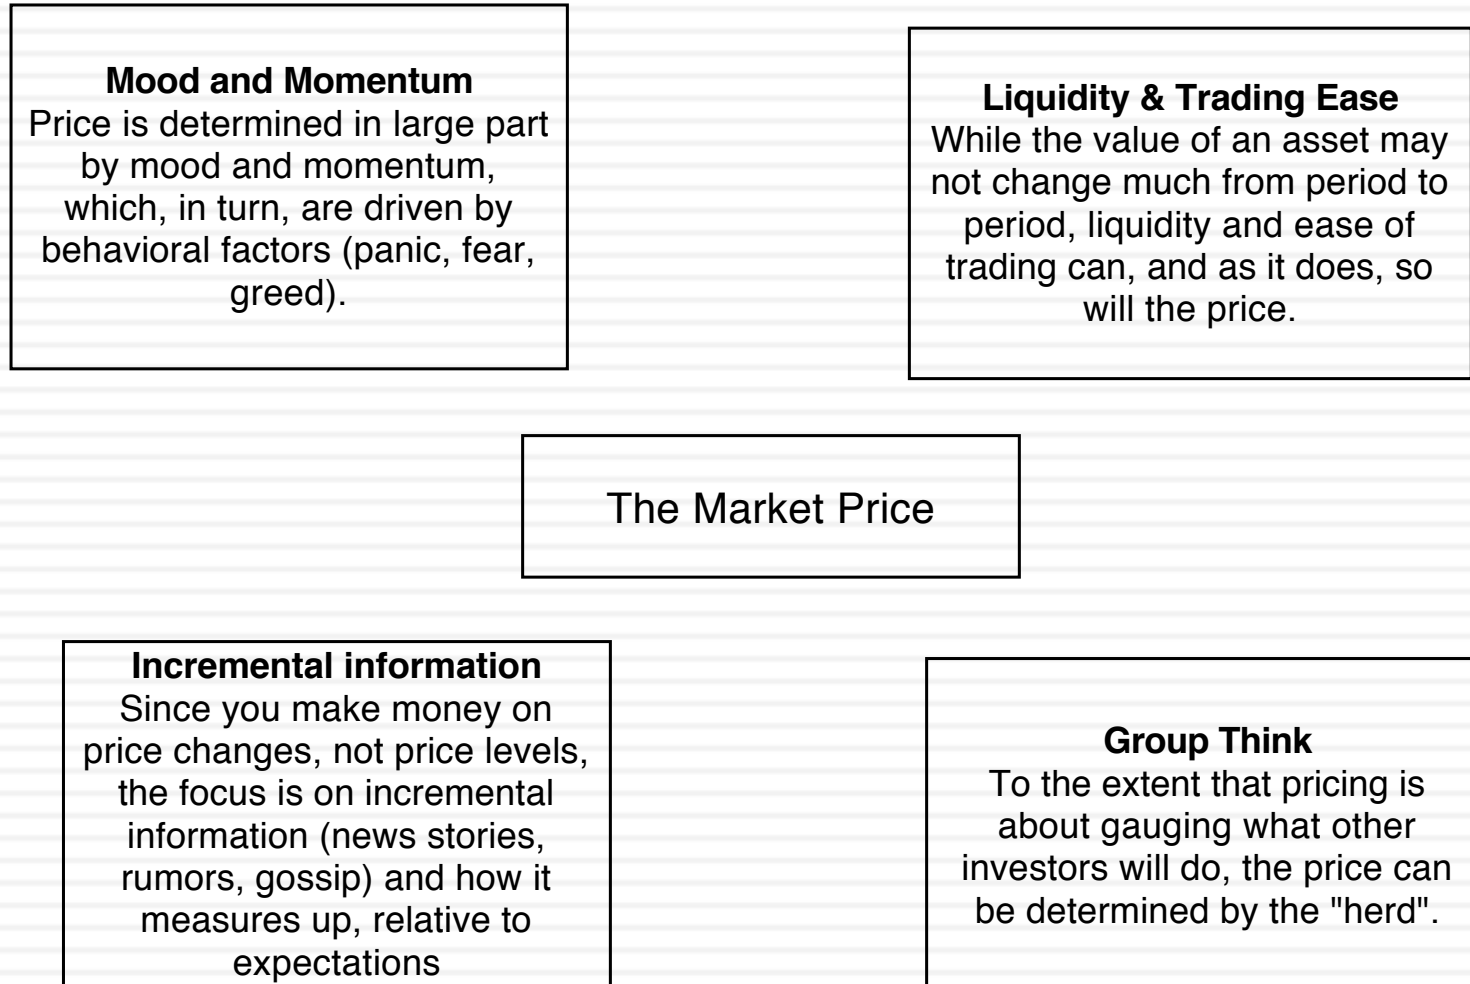 Mood and Momentum
Price is determined in large part
by mood and momentum,
which, in turn, are driven by
behavioral factors (panic, fear,
greed).
Liquidity & Trading Ease
While the value of an asset may
not change much from period to
period, liquidity and ease of
trading can, and as it does, so
will the price.
The Market Price
Incremental information
Since you make money on
price changes, not price levels,
the focus is on incremental
information (news stories,
rumors, gossip) and how it
measures up, relative to
expectations
Group Think
To the extent that pricing is
about gauging what other
investors will do, the price can
be determined by the "herd".